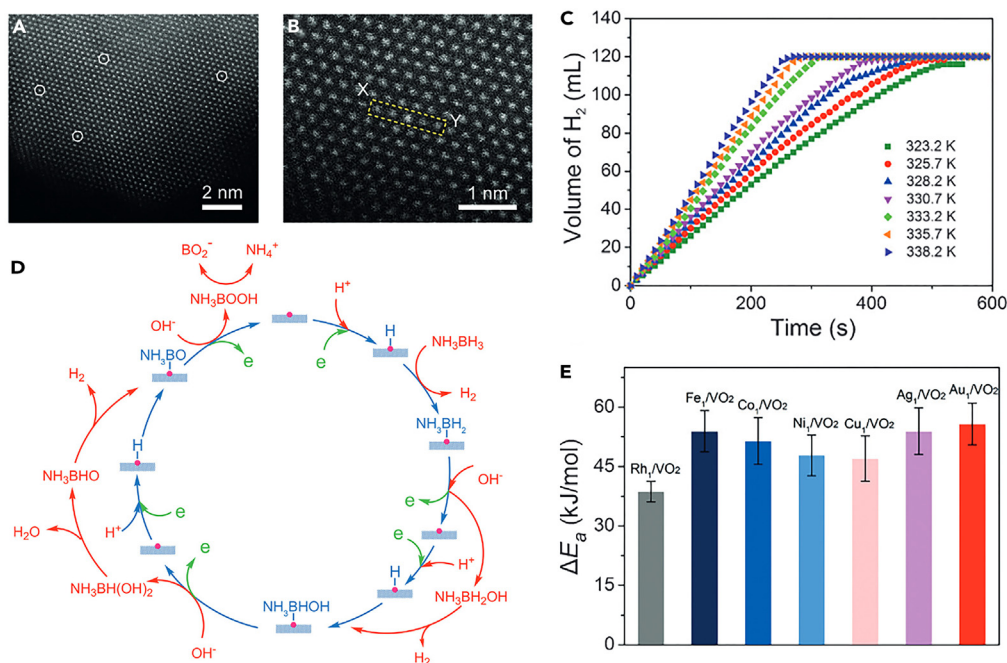 A
2 nm
B
X
Y
1 nm
C
Volume of H₂ (mL)
140
120
100
80
60
40
20
0
323.2 K
325.7 K
328.2 K
330.7 K
333.2 K
335.7 K
338.2 K
0
200
400
600
Time (s)
D
BO₂⁻
NH₄⁺
NH₃BOOH
OH⁻
e
H⁺
e
H
NH₃BH₃
H₂
NH₃BH₂
OH⁻
e
e
H⁺
H
NH₃BH₂OH
H₂
NH₃BHOH
OH⁻
e
NH₃BH(OH)₂
H₂O
H⁺
e
H
NH₃BHO
H₂
NH₃BO
E
ΔEₐ (kJ/mol)
60
45
30
15
0
Rh₁/VO₂
Fe₁/VO₂
Co₁/VO₂
Ni₁/VO₂
Cu₁/VO₂
Ag₁/VO₂
Au₁/VO₂